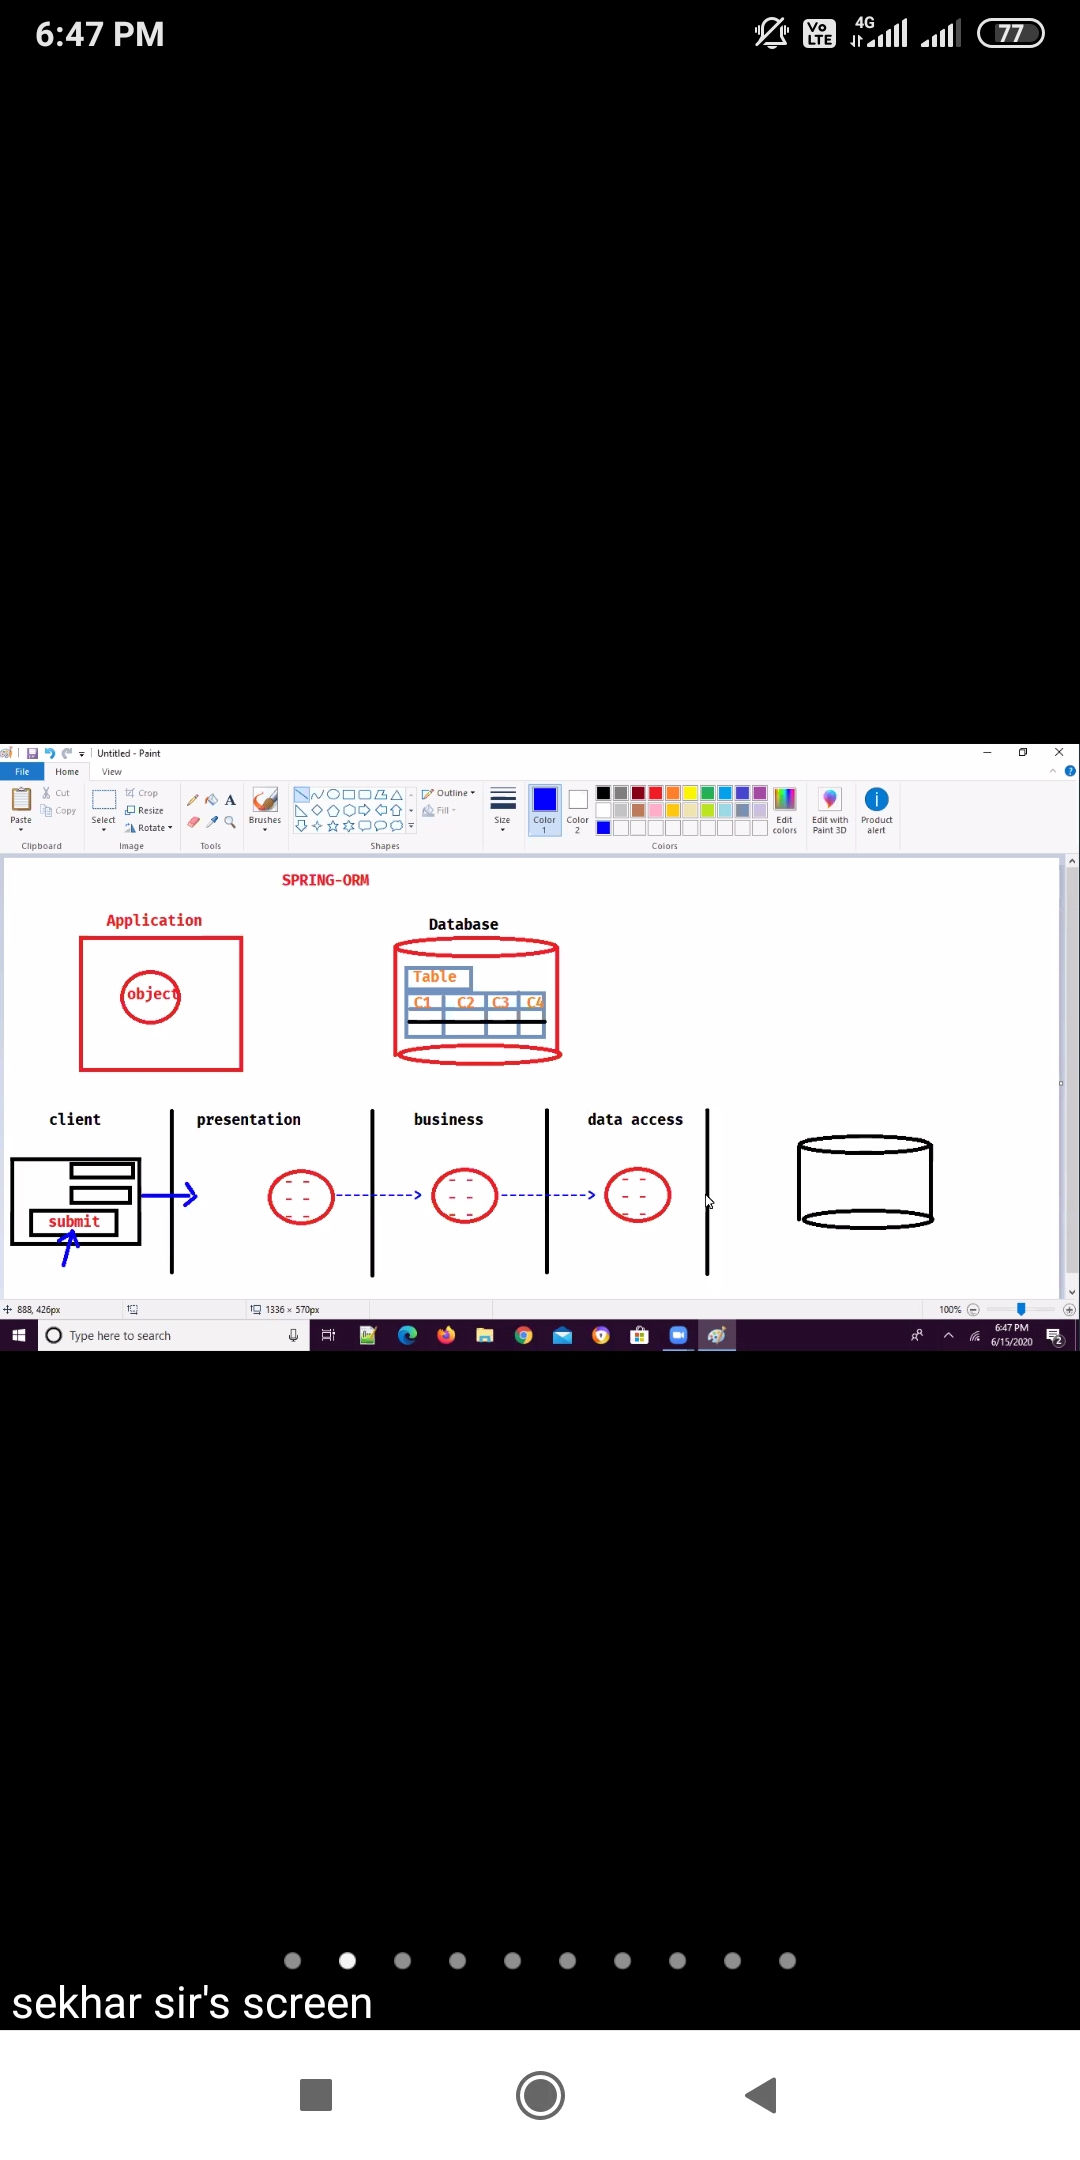 6:47 PM
Vo LTE 4G 77
Untitled - Paint
File Home View
Cut
Copy
Paste
Clipboard
Select
Crop
Resize
Rotate
Image
Tools
Brushes
Shapes
Outline
Fill
Size
Color 1
Color 2
Colors
Edit colors
Edit with Paint 3D
Product alert
SPRING-ORM
Application
object
Database
Table
C1 C2 C3 C4
client presentation business data access
submit
888, 426px
1336 × 570px
100%
Type here to search
6:47 PM
6/15/2020
2
sekhar sir's screen